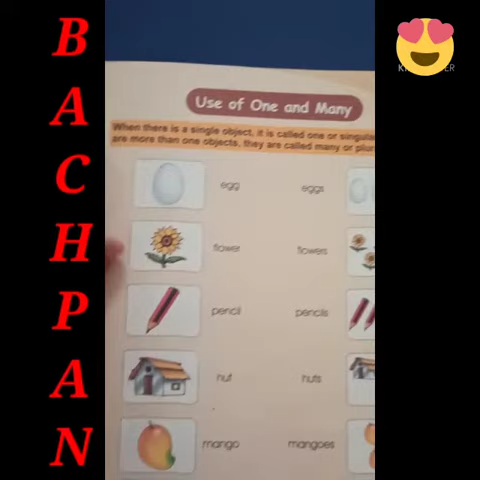 BACHPAN
Use of One and Many
When there is a single object, it is called one or singula
are more than one objects, they are called many or plur
egg eggs
flower flowers
pencil pencils
hut huts
mango mangoes